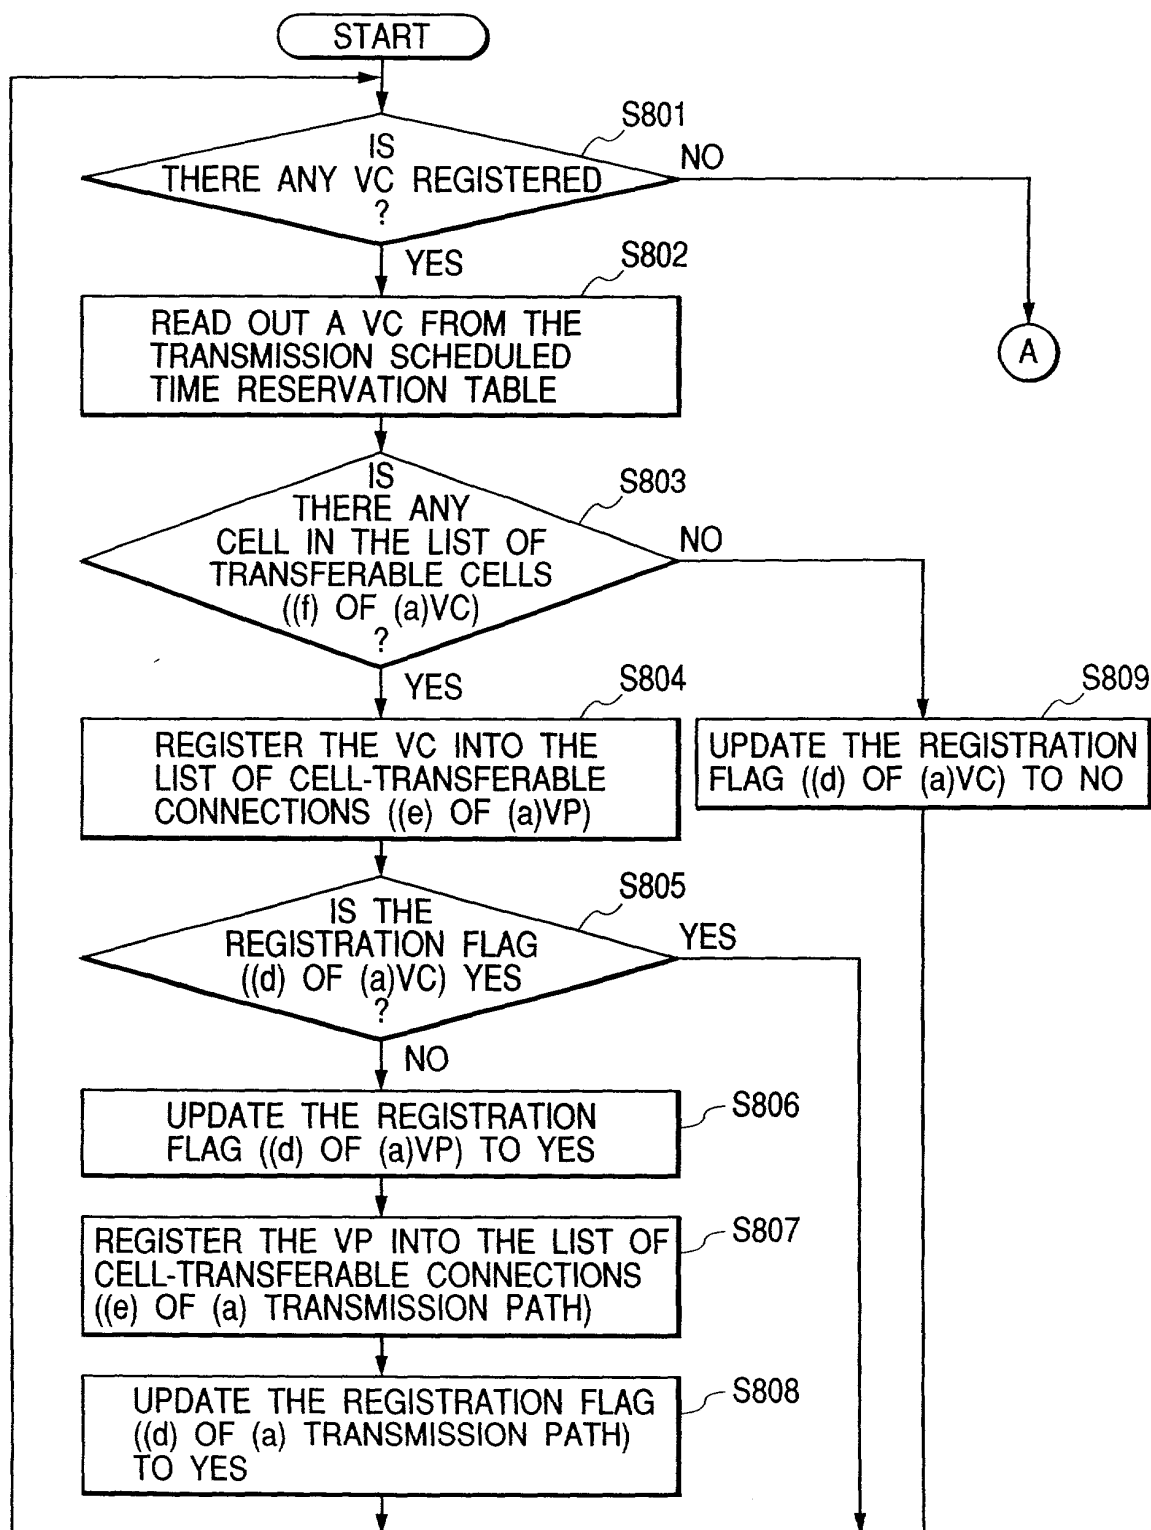 START
S801
IS
THERE ANY VC REGISTERED
?
NO
YES
S802
READ OUT A VC FROM THE
TRANSMISSION SCHEDULED
TIME RESERVATION TABLE
A
S803
IS
THERE ANY
CELL IN THE LIST OF
TRANSFERABLE CELLS
((f) OF (a)VC)
?
NO
YES
S804
REGISTER THE VC INTO THE
LIST OF CELL-TRANSFERABLE
CONNECTIONS ((e) OF (a)VP)
S809
UPDATE THE REGISTRATION
FLAG ((d) OF (a)VC) TO NO
S805
IS THE
REGISTRATION FLAG
((d) OF (a)VC) YES
?
YES
NO
S806
UPDATE THE REGISTRATION
FLAG ((d) OF (a)VP) TO YES
S807
REGISTER THE VP INTO THE LIST OF
CELL-TRANSFERABLE CONNECTIONS
((e) OF (a) TRANSMISSION PATH)
S808
UPDATE THE REGISTRATION FLAG
((d) OF (a) TRANSMISSION PATH)
TO YES